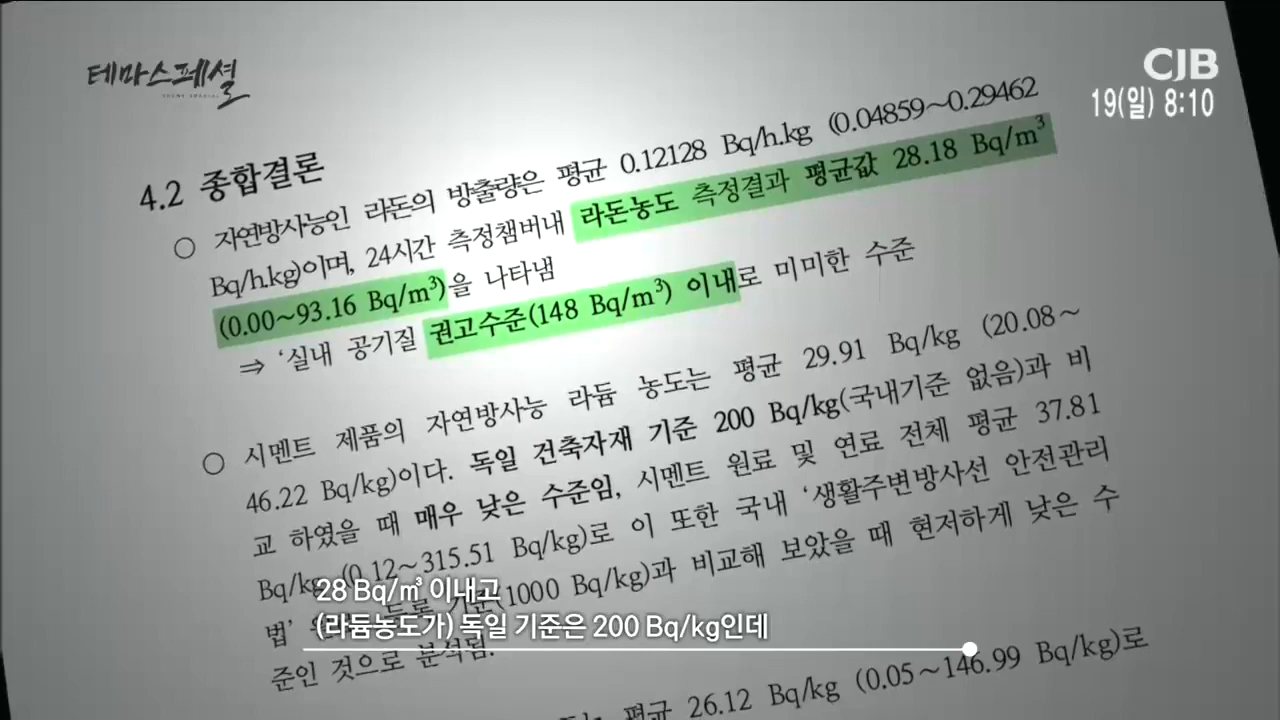 테마스페셜
CJB
19(일) 8:10
4.2 종합결론
○ 자연방사능인 라돈의 방출량은 평균 0.12128 Bq/h.kg (0.04859~0.29462
Bq/h.kg)이며, 24시간 측정챔버내 라돈농도 측정결과 평균값 28.18 Bq/m³
(0.00~93.16 Bq/m³)을 나타냄
⇒ '실내 공기질 권고수준(148 Bq/m³) 이내로 미미한 수준
○ 시멘트 제품의 자연방사능 라듐 농도는 평균 29.91 Bq/kg (20.08~
46.22 Bq/kg)이다. 독일 건축자재 기준 200 Bq/kg(국내기준 없음)과 비
교 하였을 때 매우 낮은 수준임, 시멘트 원료 및 연료 전체 평균 37.81
Bq/kg (0.12~315.51 Bq/kg)로 이 또한 국내 '생활주변방사선 안전관리
법' 등록 기준(1000 Bq/kg)과 비교해 보았을 때 현저하게 낮은 수
준인 것으로 분석됨.
평균 26.12 Bq/kg (0.05~146.99 Bq/kg)로
28 Bq/㎥ 이내고
(라듐농도가) 독일 기준은 200 Bq/kg인데